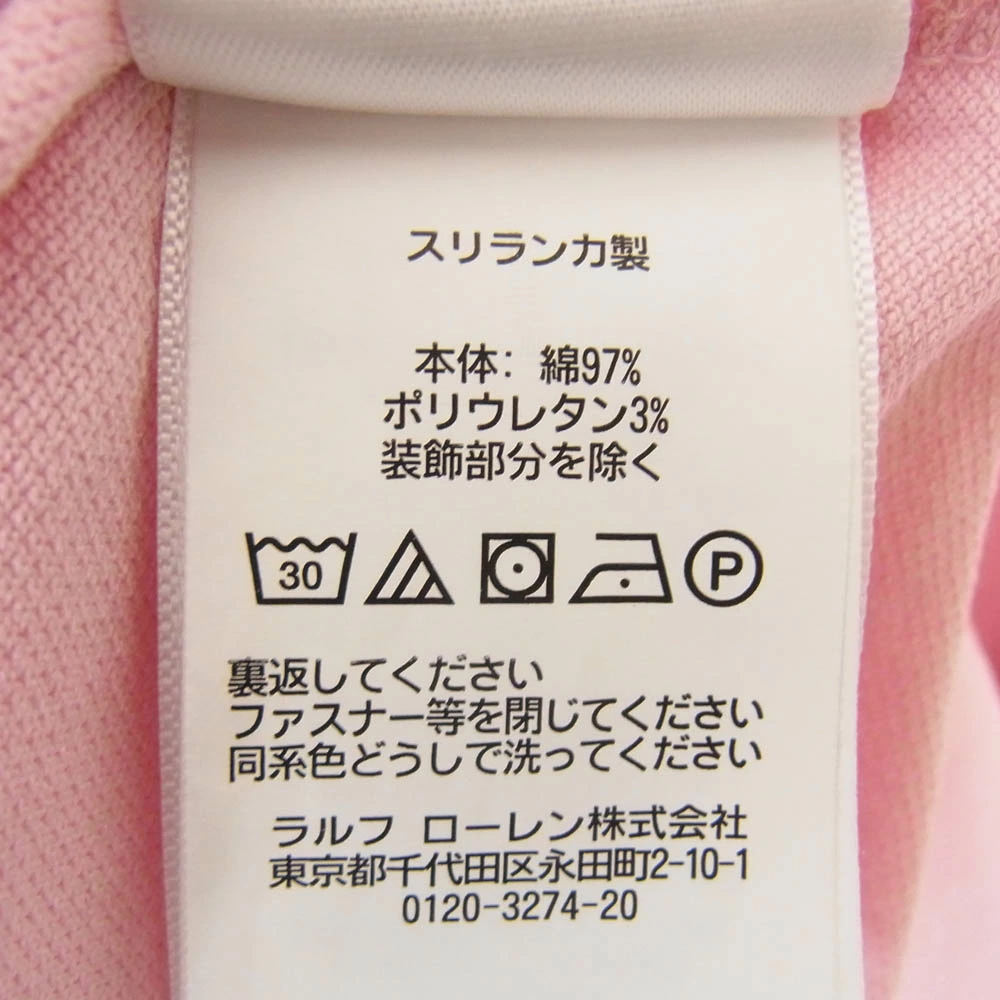 スリランカ製
本体: 綿97%
ポリウレタン3%
装飾部分を除く
30 P
裏返してください
ファスナー等を閉じてください
同系色どうしで洗ってください
ラルフ ローレン株式会社
東京都千代田区永田町2-10-1
0120-3274-20